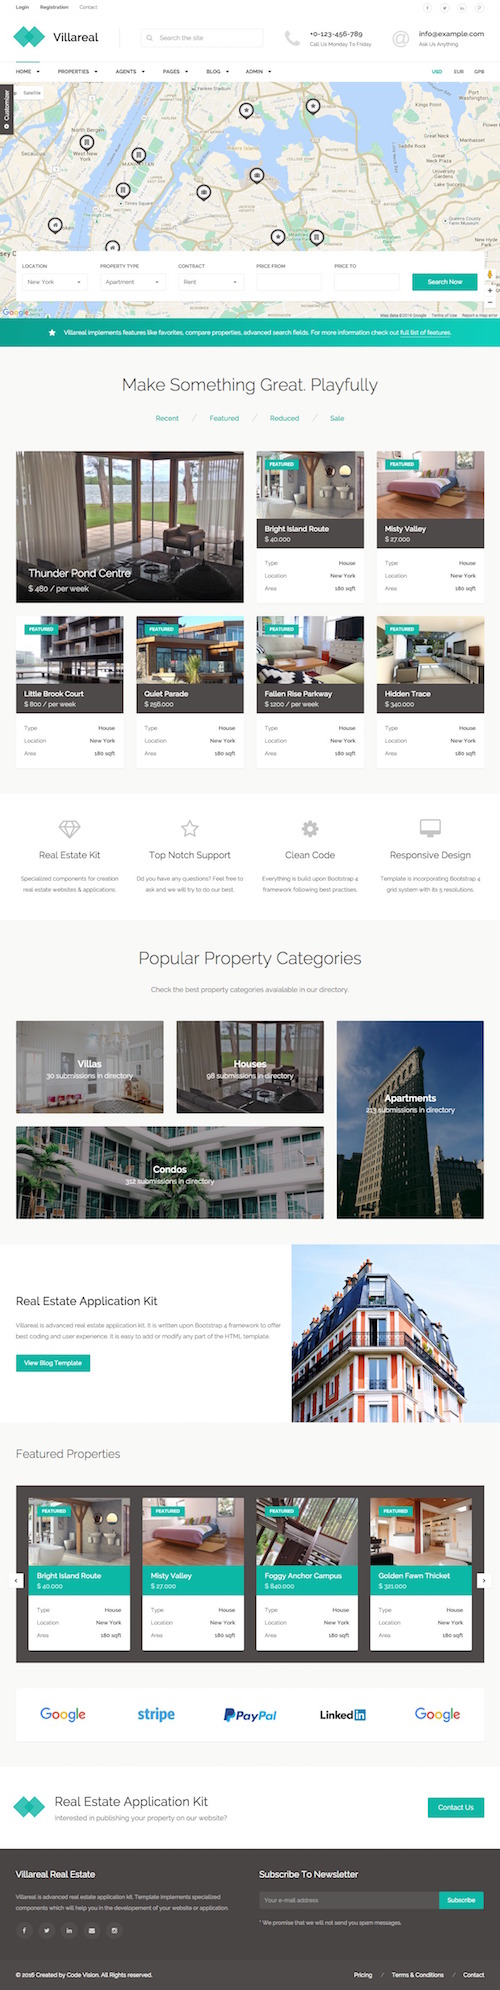 Login Registration Contact
Villareal
Search the site
+0-123-456-789
Call Us Monday To Friday
info@example.com
Ask Us Anything
HOME PROPERTIES AGENTS PAGES BLOG ADMIN USD EUR GPB
Customizer
Satellite
LOCATION PROPERTY TYPE CONTRACT PRICE FROM PRICE TO
New York Apartment Rent Search Now
Google
Map data ©2016 Google Terms of Use Report a map error
Villareal implements features like favorites, compare properties, advanced search fields. For more information check out full list of features.
Make Something Great. Playfully
Recent / Featured / Reduced / Sale
Thunder Pond Centre
$ 480 / per week
FEATURED
Bright Island Route
$ 40.000
Type House
Location New York
Area 180 sqft
FEATURED
Misty Valley
$ 27.000
Type House
Location New York
Area 180 sqft
FEATURED
Little Brook Court
$ 800 / per week
Type House
Location New York
Area 180 sqft
FEATURED
Quiet Parade
$ 256.000
Type House
Location New York
Area 180 sqft
FEATURED
Fallen Rise Parkway
$ 1200 / per week
Type House
Location New York
Area 180 sqft
FEATURED
Hidden Trace
$ 340.000
Type House
Location New York
Area 180 sqft
Real Estate Kit
Specialized components for creation
real estate websites & applications.
Top Notch Support
Do you have any questions? Feel free to
ask and we will try to do our best.
Clean Code
Everything is build upon Bootstrap 4
framework following best practises.
Responsive Design
Template is incorporating Bootstrap 4
grid system with its 5 resolutions.
Popular Property Categories
Check the best property categories avaialable in our directory.
Villas
30 submissions in directory
Houses
98 submissions in directory
Apartments
213 submissions in directory
Condos
312 submissions in directory
Real Estate Application Kit
Villareal is advanced real estate application kit. It is written upon Bootstrap 4 framework to offer
best coding and user experience. It is easy to add or modify any part of the HTML template.
View Blog Template
Featured Properties
FEATURED
Bright Island Route
$ 40.000
Type House
Location New York
Area 180 sqft
FEATURED
Misty Valley
$ 27.000
Type House
Location New York
Area 180 sqft
FEATURED
Foggy Anchor Campus
$ 840.000
Type House
Location New York
Area 180 sqft
FEATURED
Golden Fawn Thicket
$ 321.000
Type House
Location New York
Area 180 sqft
Google stripe PayPal LinkedIn Google
Real Estate Application Kit
Interested in publishing your property on our website?
Contact Us
Villareal Real Estate
Villareal is advanced real estate application kit. Template implements specialized
components which will help you in the developement of your website or application.
Subscribe To Newsletter
Your e-mail address Subscribe
* We promise that we will not send you spam messages.
© 2016 Created by Code Vision. All Rights reserved.
Pricing / Terms & Conditions / Contact